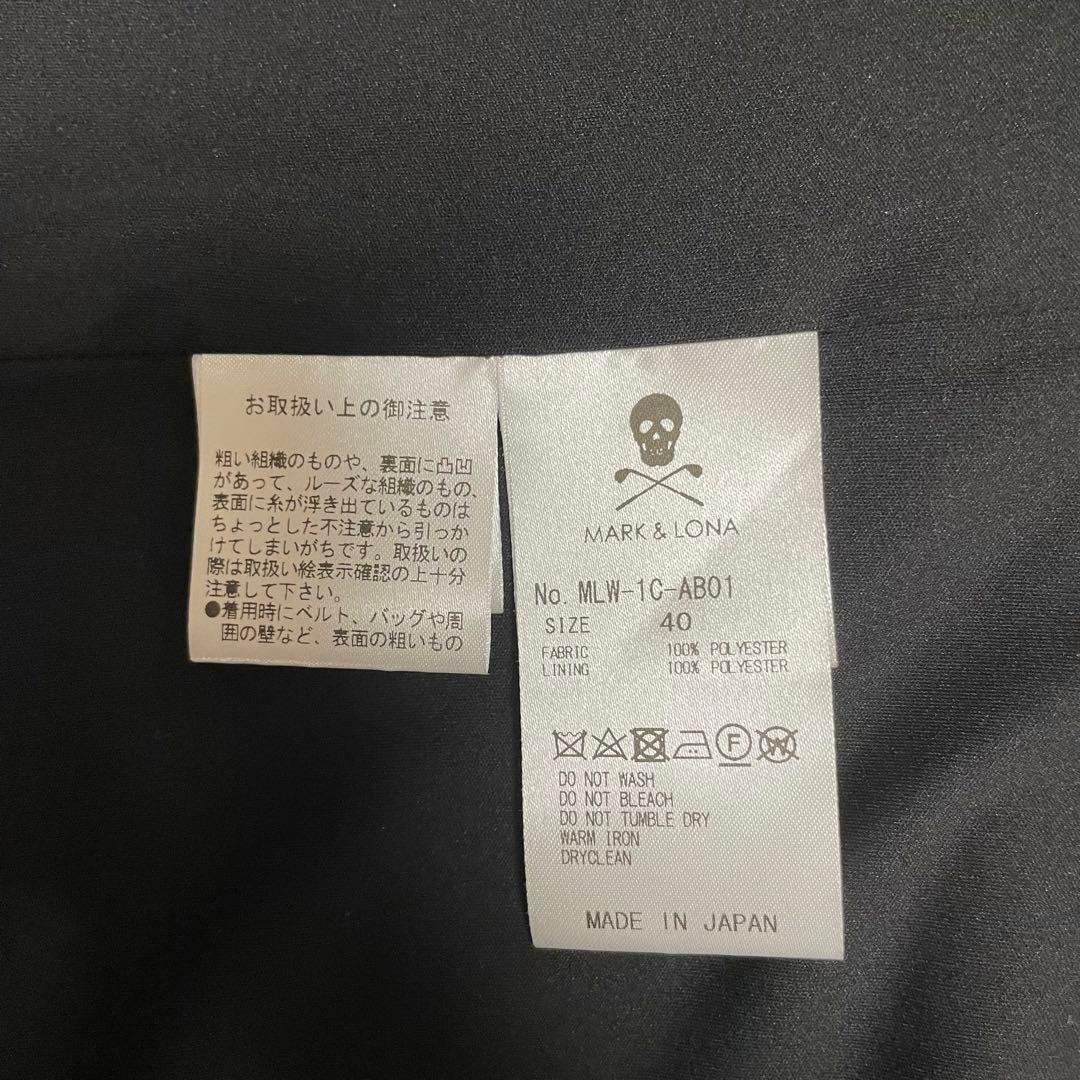 お取扱い上の御注意
粗い組織のものや、裏面に凸凹
があって、ルーズな組織のもの、
表面に糸が浮き出ているものは
ちょっとした不注意から引っか
けてしまいがちです。取扱いの
際は取扱い絵表示確認の上十分
注意して下さい。
●着用時にベルト、バッグや周
囲の壁など、表面の粗いもの
MARK & LONA
No. MLW-1C-AB01
SIZE 40
FABRIC 100% POLYESTER
LINING 100% POLYESTER
F W
DO NOT WASH
DO NOT BLEACH
DO NOT TUMBLE DRY
WARM IRON
DRYCLEAN
MADE IN JAPAN